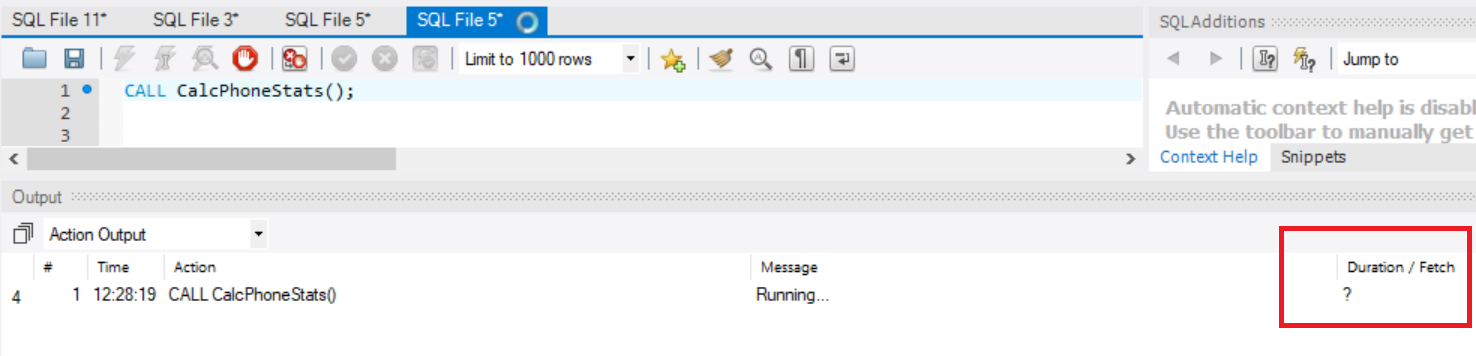 SQL File 11* SQL File 3* SQL File 5* SQL File 5* SQLAdditions
Limit to 1000 rows Jump to
1 CALL CalcPhoneStats();
2
3
Automatic context help is disabl
Use the toolbar to manually get
Context Help Snippets
Output
Action Output
# Time Action Message Duration / Fetch
4 1 12:28:19 CALL CalcPhoneStats() Running... ?